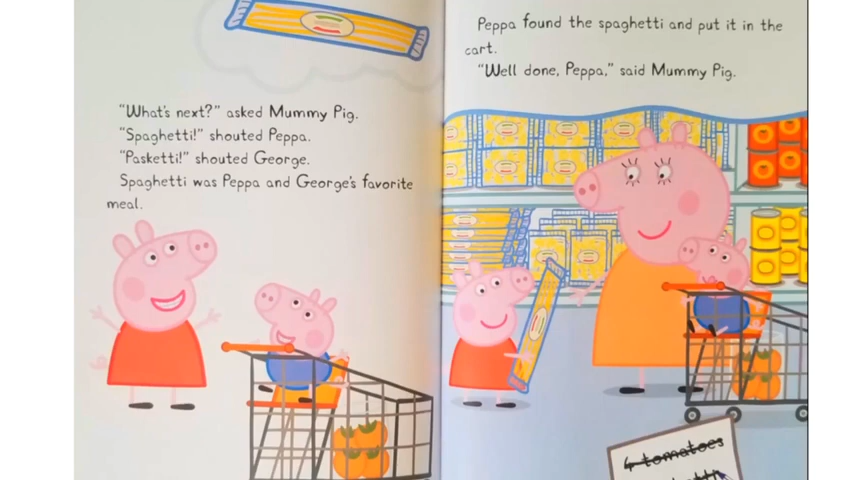 "What's next?" asked Mummy Pig.
"Spaghetti!" shouted Peppa.
"Pasketti!" shouted George.
Spaghetti was Peppa and George's favorite
meal.
Peppa found the spaghetti and put it in the
cart.
"Well done, Peppa," said Mummy Pig.
4 tomatoes